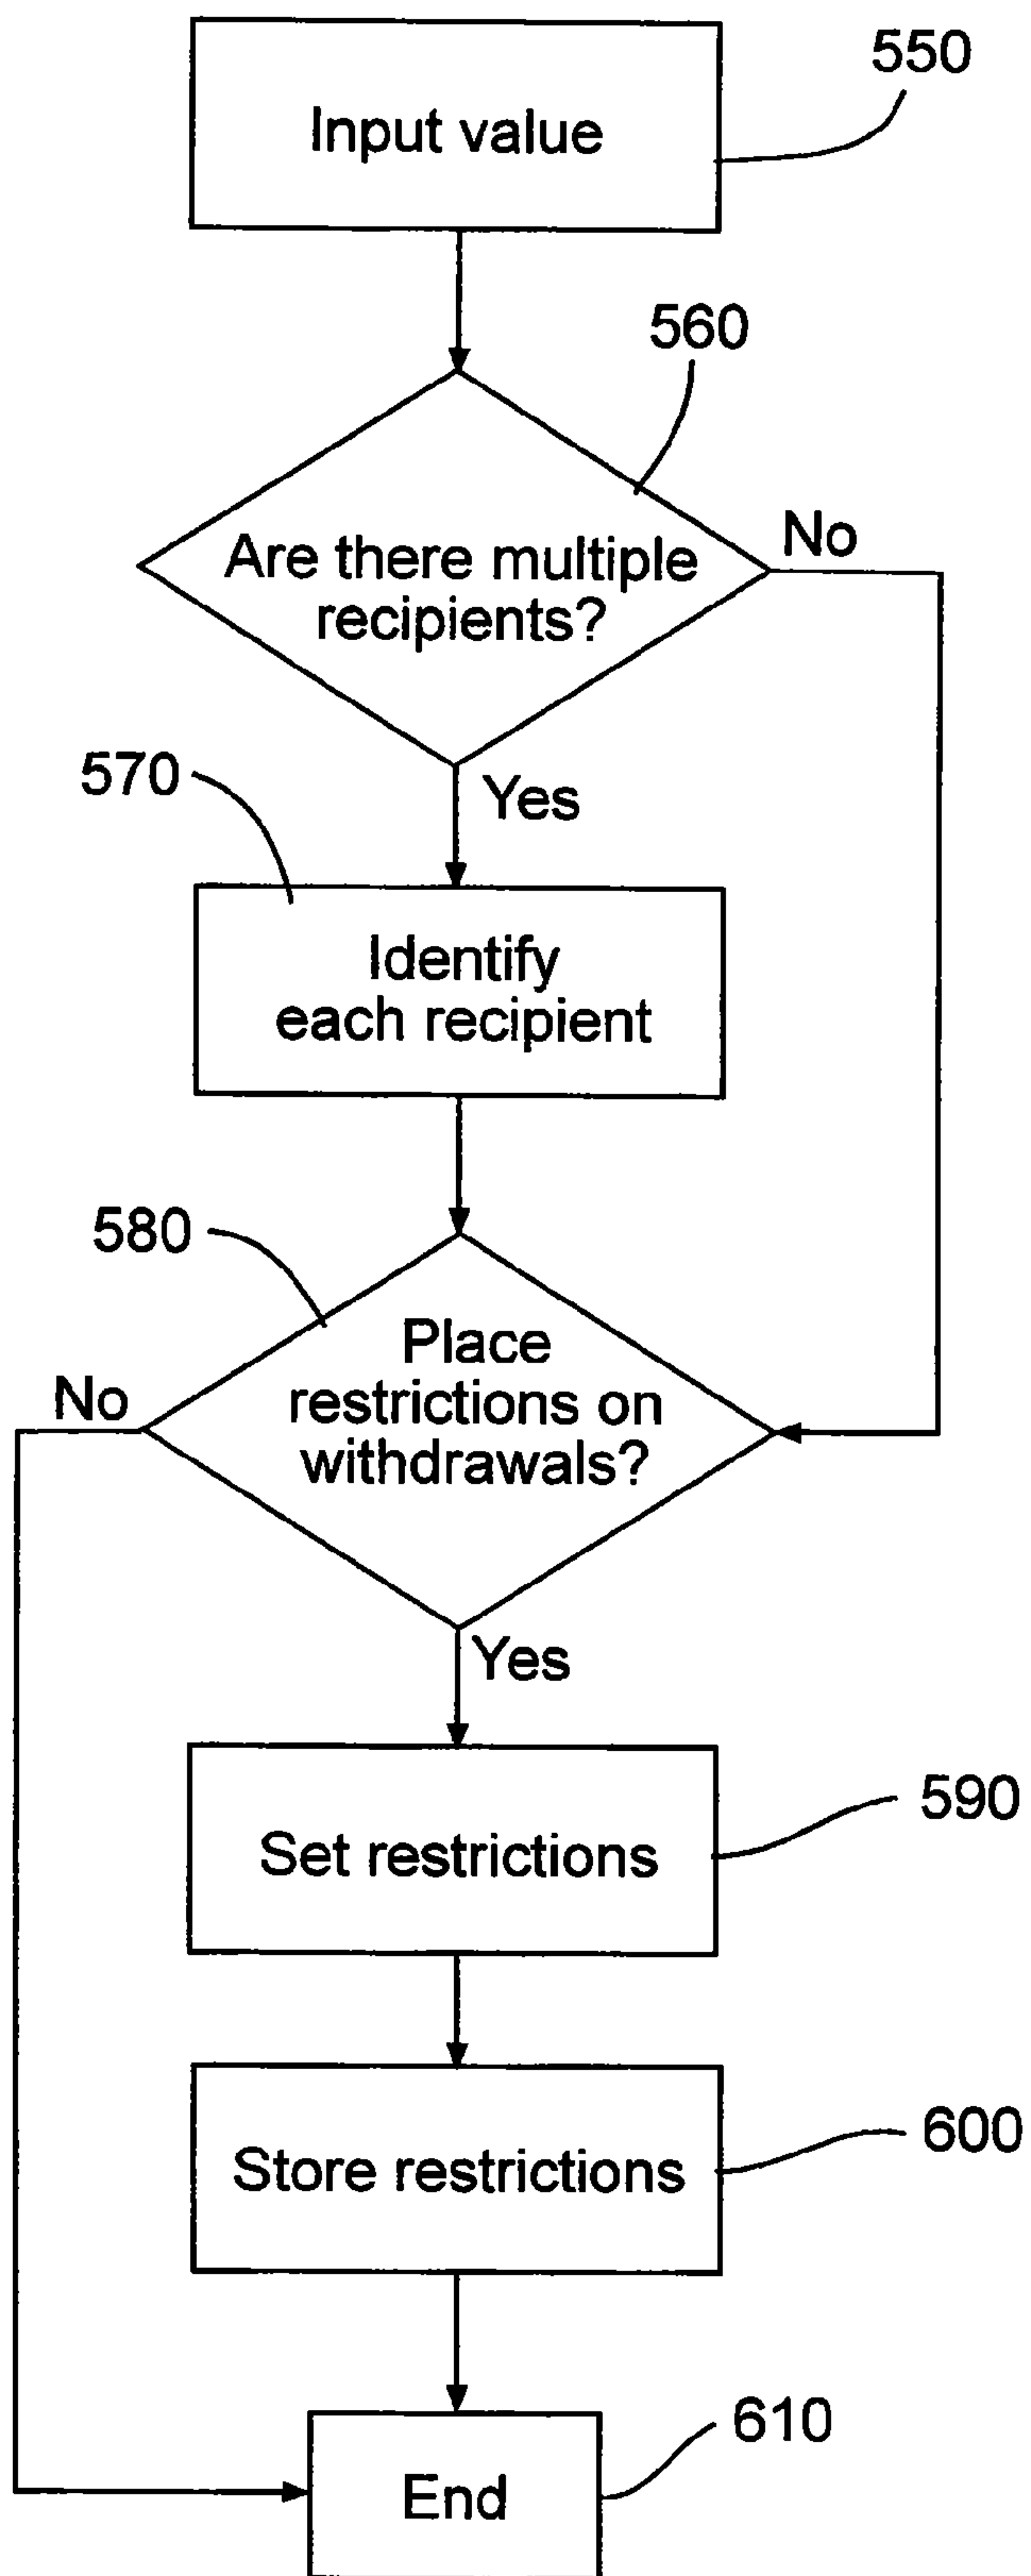 Input value
550
560
Are there multiple
recipients?
No
Yes
570
Identify
each recipient
580
Place
restrictions on
withdrawals?
No
Yes
Set restrictions
590
Store restrictions
600
End
610